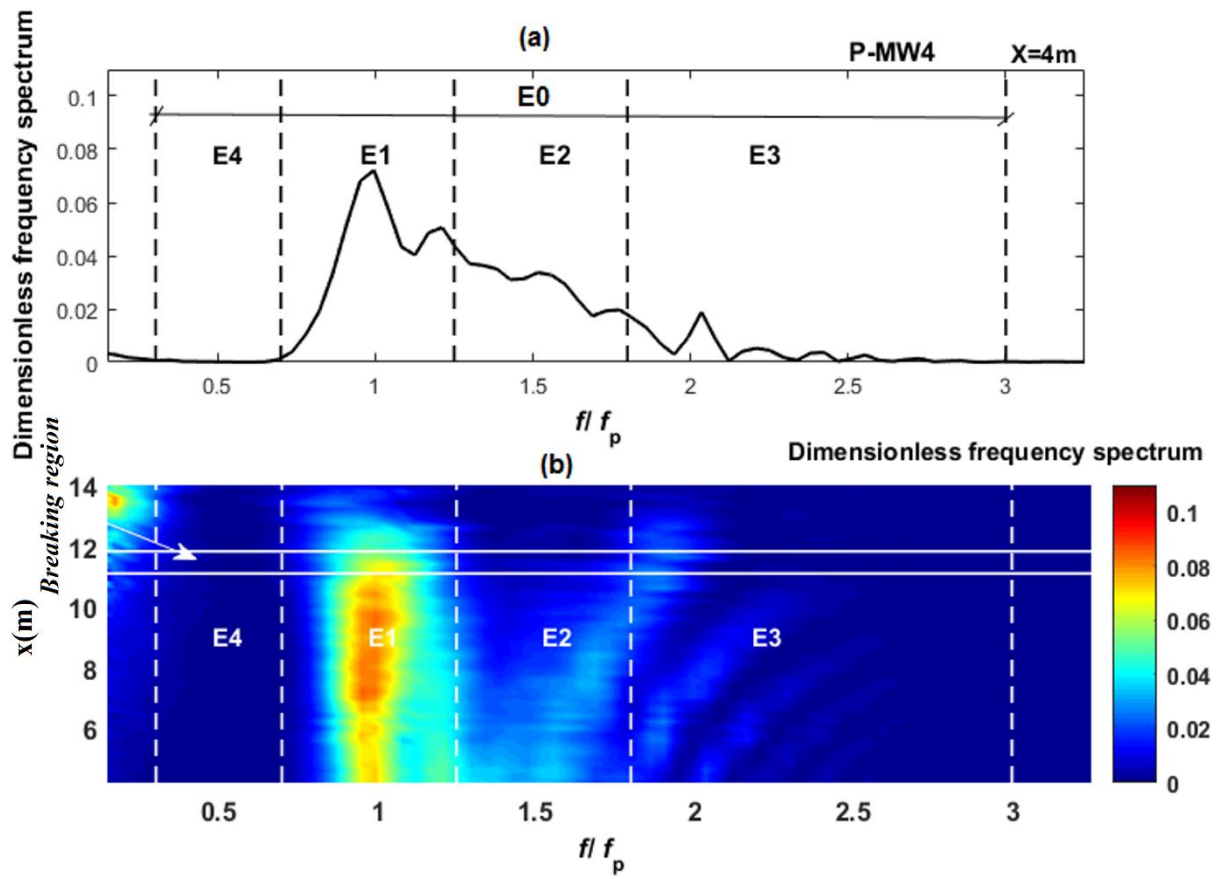 (a)
P-MW4 X=4m
Dimensionless frequency spectrum
0.1
0.08
0.06
0.04
0.02
0
E0
E4 E1 E2 E3
0.5 1 1.5 2 2.5 3
f/ fp
(b)
Dimensionless frequency spectrum
Breaking region
x(m)
14
12
10
8
6
E4 E1 E2 E3
0.5 1 1.5 2 2.5 3
f/ fp
0.1
0.08
0.06
0.04
0.02
0